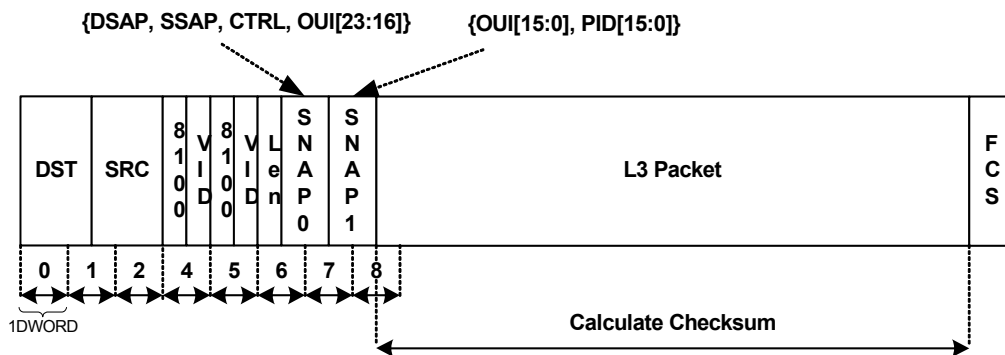 {DSAP, SSAP, CTRL, OUI[23:16]}
{OUI[15:0], PID[15:0]}
DST
SRC
8100
VID
8100
VID
Len
SNAP0
SNAP1
L3 Packet
FCS
0
1
2
4
5
6
7
8
1DWORD
Calculate Checksum